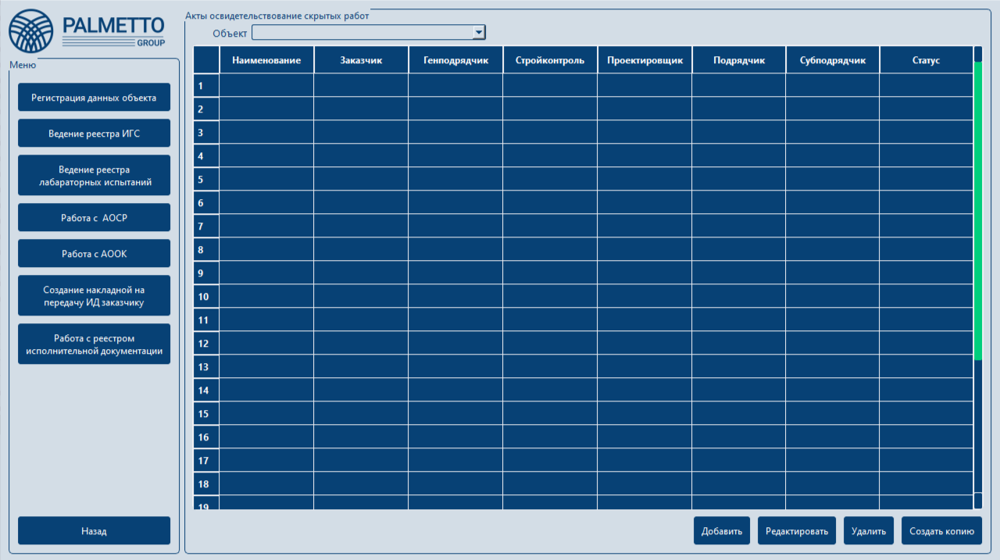 PALMETTO
GROUP
Меню
Регистрация данных объекта
Ведение реестра ИГС
Ведение реестра
лабараторных испытаний
Работа с  АОСР
Работа с АООК
Создание накладной на
передачу ИД заказчику
Работа с реестром
исполнительной документации
Назад
Акты освидетельствование скрытых работ
Объект
Наименование Заказчик Генподрядчик Стройконтроль Проектировщик Подрядчик Субподрядчик Статус
1
2
3
4
5
6
7
8
9
10
11
12
13
14
15
16
17
18
19
Добавить Редактировать Удалить Создать копию